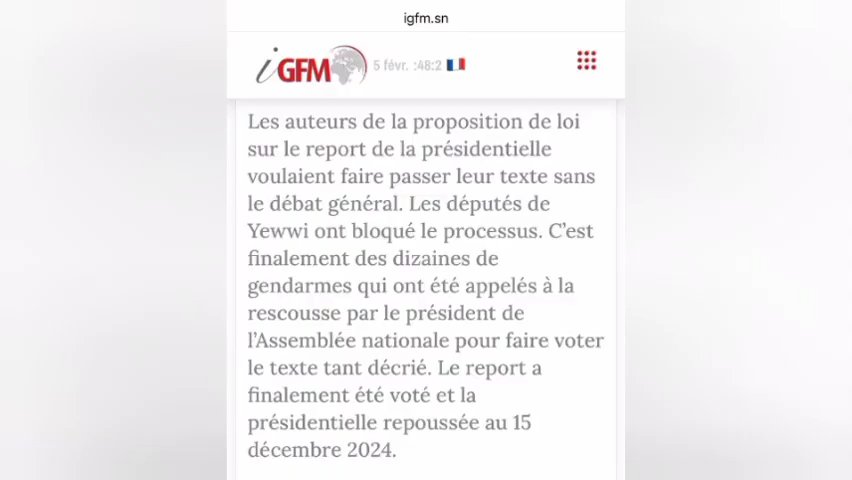 igfm.sn
iGFM 5 févr. :48:2
Les auteurs de la proposition de loi
sur le report de la présidentielle
voulaient faire passer leur texte sans
le débat général. Les députés de
Yewwi ont bloqué le processus. C’est
finalement des dizaines de
gendarmes qui ont été appelés à la
rescousse par le président de
l’Assemblée nationale pour faire voter
le texte tant décrié. Le report a
finalement été voté et la
présidentielle repoussée au 15
décembre 2024.